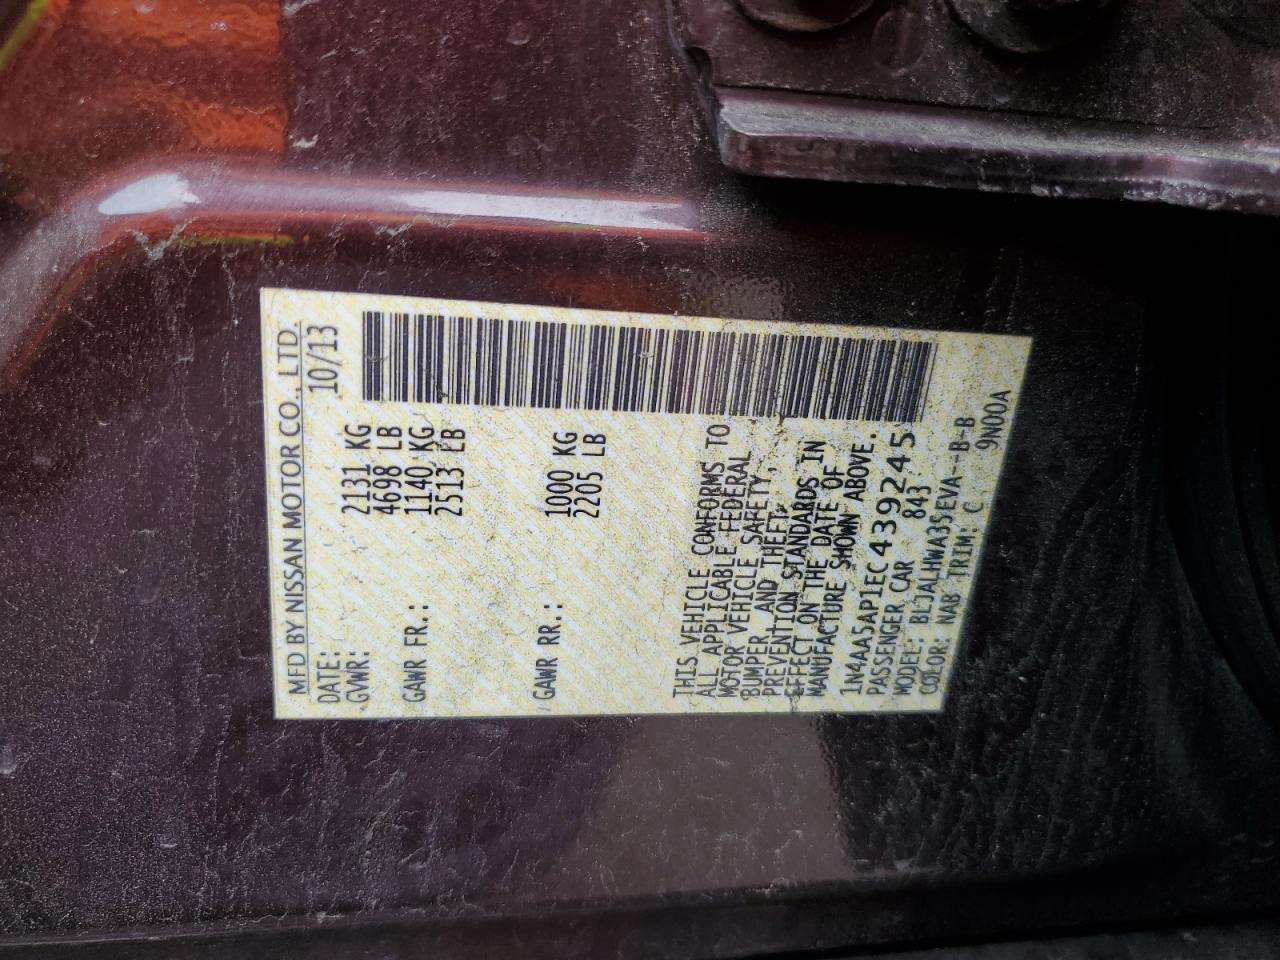 MFD BY NISSAN MOTOR CO., LTD.
DATE: 10/13
GVWR: 2131 KG
4698 LB
GAWR FR.: 1140 KG
2513 LB
GAWR RR.: 1000 KG
2205 LB
THIS VEHICLE CONFORMS TO
ALL APPLICABLE FEDERAL
MOTOR VEHICLE SAFETY,
BUMPER, AND THEFT
PREVENTION STANDARDS IN
EFFECT ON THE DATE OF
MANUFACTURE SHOWN ABOVE.
1N4AA5AP1EC439245
PASSENGER CAR 843
MODEL: BLJALHWA35EVA--B-B
COLOR: NAB TRIM: C 9N00A